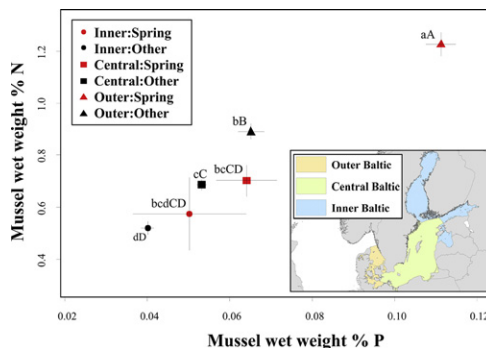 Inner:Spring
Inner:Other
Central:Spring
Central:Other
Outer:Spring
Outer:Other
aA
bB
cC
bcCD
bcdCD
dD
Outer Baltic
Central Baltic
Inner Baltic
Mussel wet weight % N
1.2
1.0
0.8
0.6
0.4
0.02
0.04
0.06
0.08
0.10
0.12
Mussel wet weight % P